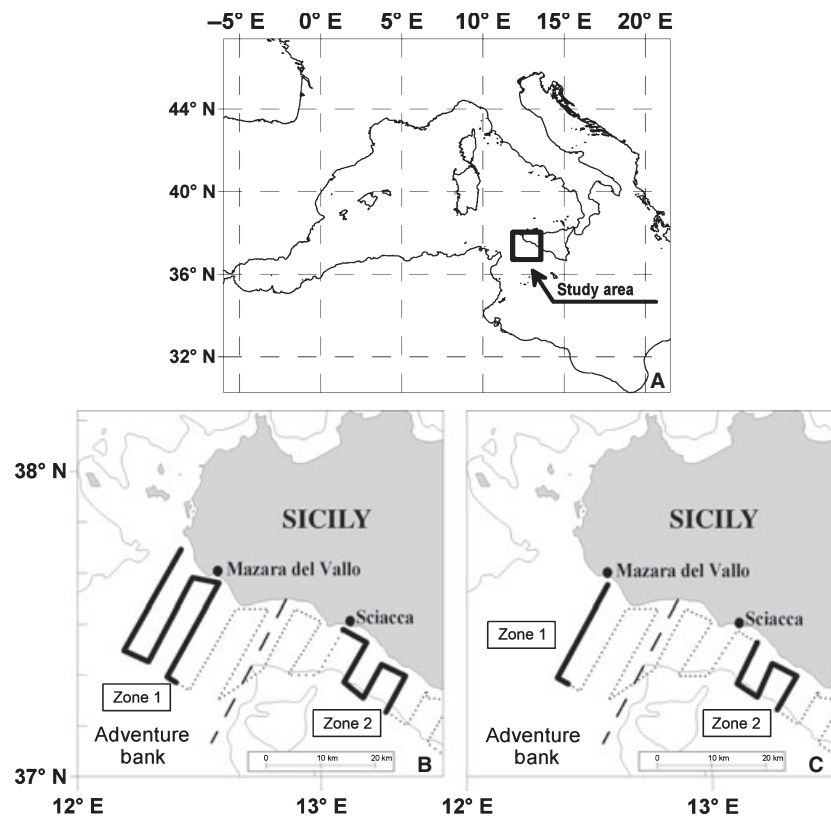 –5° E 0° E 5° E 10° E 15° E 20° E
44° N
40° N
36° N
Study area
32° N
A
38° N
SICILY
SICILY
Mazara del Vallo
Mazara del Vallo
Sciacca
Sciacca
Zone 1
Zone 1
Zone 2
Zone 2
Adventure
bank
Adventure
bank
0 10 km 20 km
B
0 10 km 20 km
C
37° N
12° E 13° E 12° E 13° E